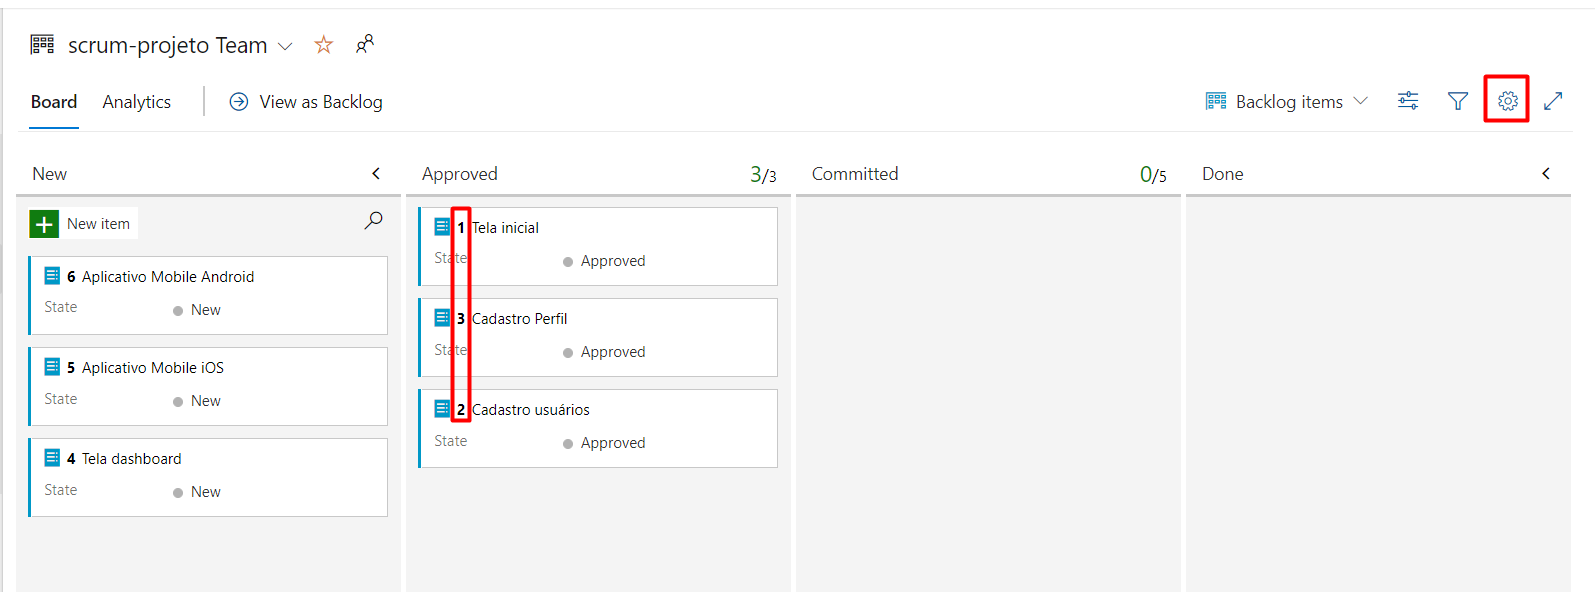 scrum-projeto Team
Board Analytics View as Backlog Backlog items
New
New item
6 Aplicativo Mobile Android
State New
5 Aplicativo Mobile iOS
State New
4 Tela dashboard
State New
Approved 3/3
1 Tela inicial
State Approved
3 Cadastro Perfil
State Approved
2 Cadastro usuários
State Approved
Committed 0/5
Done